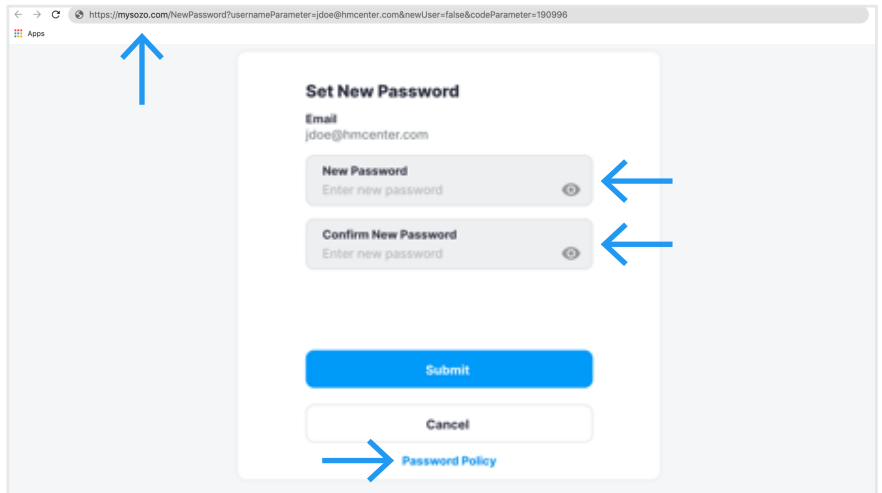 https://mysozo.com/NewPassword?usernameParameter=jdoe@hmcenter.com&newUser=false&codeParameter=190996
Apps
Set New Password
Email
jdoe@hmcenter.com
New Password
Enter new password
Confirm New Password
Enter new password
Submit
Cancel
Password Policy